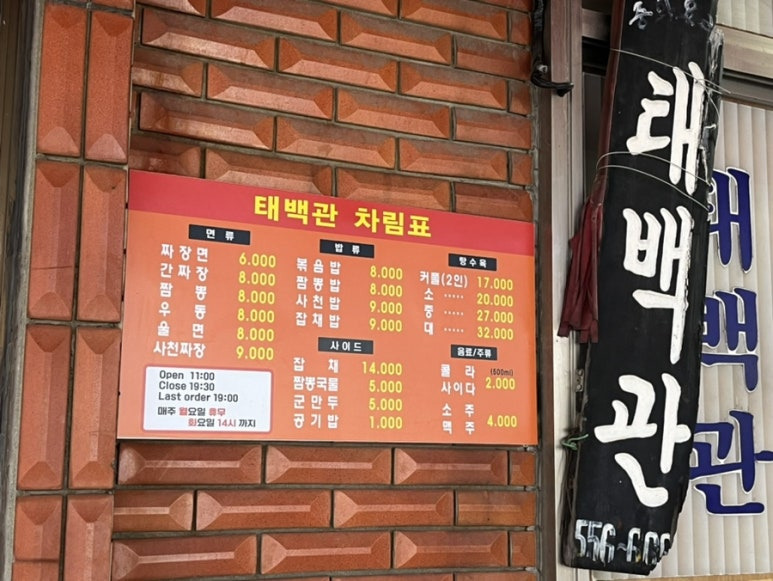 태백관 차림표
면 류
짜장면 6.000
간짜장 8.000
짬 뽕 8.000
우 동 8.000
울 면 8.000
사천짜장 9.000
밥 류
볶음밥 8.000
짬뽕밥 8.000
사천밥 9.000
잡채밥 9.000
탕수육
커플(2인) 17.000
소 ····· 20.000
중 ····· 27.000
대 ····· 32.000
사이드
잡 채 14.000
짬뽕국물 5.000
군만두 5.000
공기밥 1.000
음료/주류
콜 라 (500ml)
사이다 2.000
소 주
맥 주 4.000
Open 11:00
Close 19:30
Last order 19:00
매주 월요일 휴무
화요일 14시 까지
태백관
태백관